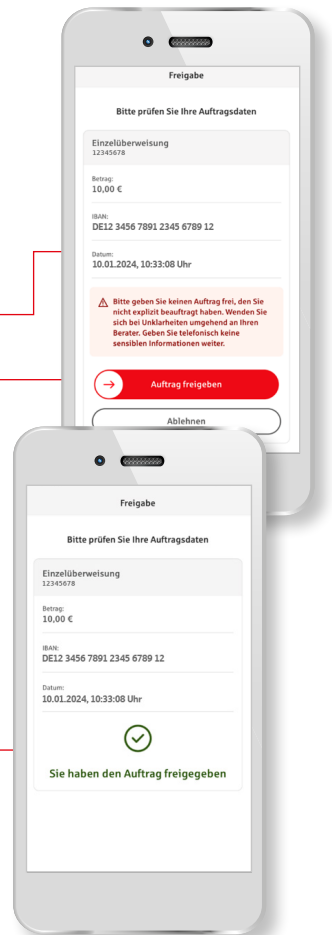 Freigabe
Bitte prüfen Sie Ihre Auftragsdaten
Einzelüberweisung
12345678
Betrag:
10,00 €
IBAN:
DE12 3456 7891 2345 6789 12
Datum:
10.01.2024, 10:33:08 Uhr
Bitte geben Sie keinen Auftrag frei, den Sie
nicht explizit beauftragt haben. Wenden Sie
sich bei Unklarheiten umgehend an Ihren
Berater. Geben Sie telefonisch keine
sensiblen Informationen weiter.
Auftrag freigeben
Ablehnen
Freigabe
Bitte prüfen Sie Ihre Auftragsdaten
Einzelüberweisung
12345678
Betrag:
10,00 €
IBAN:
DE12 3456 7891 2345 6789 12
Datum:
10.01.2024, 10:33:08 Uhr
Sie haben den Auftrag freigegeben